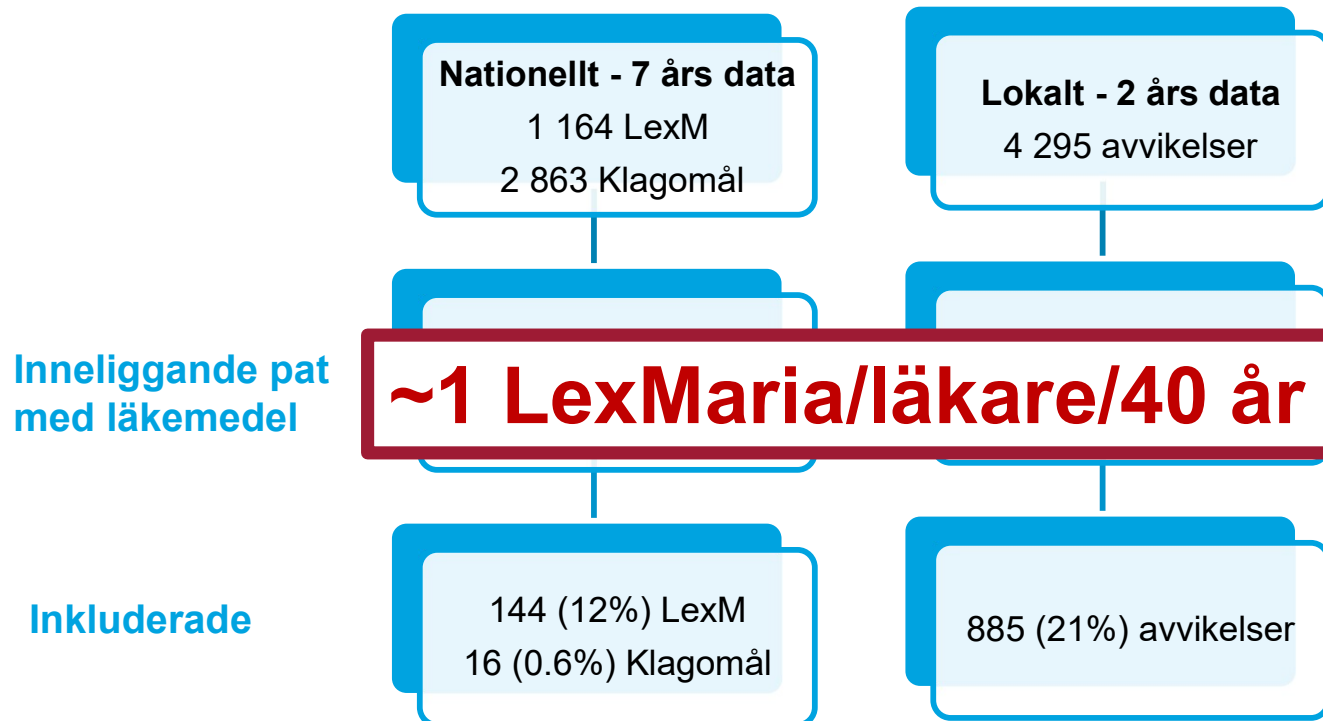 Nationellt - 7 års data
1 164 LexM
2 863 Klagomål
Lokalt - 2 års data
4 295 avvikelser
Inneliggande pat
med läkemedel
~1 LexMaria/läkare/40 år
Inkluderade
144 (12%) LexM
16 (0.6%) Klagomål
885 (21%) avvikelser